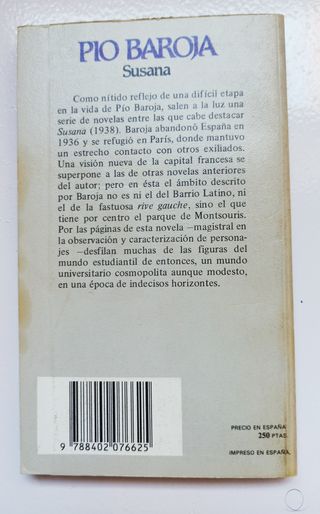 PIO BAROJA
Susana
Como nítido reflejo de una difícil etapa
en la vida de Pío Baroja, salen a la luz una
serie de novelas entre las que cabe destacar
Susana (1938). Baroja abandonó España en
1936 y se refugió en París, donde mantuvo
un estrecho contacto con otros exiliados.
Una visión nueva de la capital francesa se
superpone a las de otras novelas anteriores
del autor; pero en ésta el ámbito descrito
por Baroja no es ni el del Barrio Latino, ni
el de la fastuosa rive gauche, sino el que
tiene por centro el parque de Montsouris.
Por las páginas de esta novela —magistral en
la observación y caracterización de persona-
jes— desfilan muchas de las figuras del
mundo estudiantil de entonces, un mundo
universitario cosmopolita aunque modesto,
en una época de indecisos horizontes.
PRECIO EN ESPAÑA
250 PTAS.
IMPRESO EN ESPAÑA
9 788402 076625